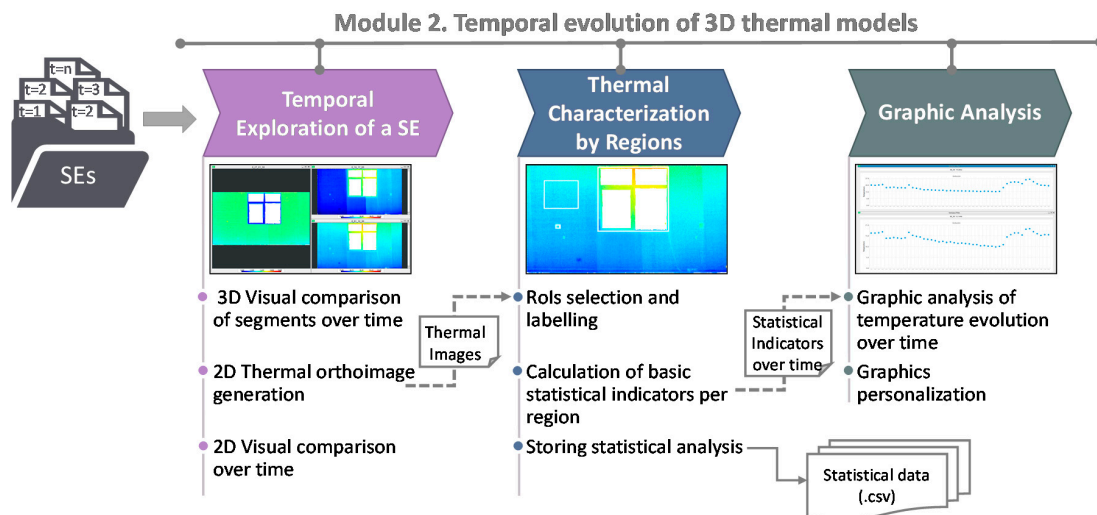 Module 2. Temporal evolution of 3D thermal models
t=n
t=2
t=3
t=1
t=2
SEs
Temporal
Exploration of a SE
Thermal
Characterization
by Regions
Graphic Analysis
3D Visual comparison
of segments over time
2D Thermal orthoimage
generation
2D Visual comparison
over time
Thermal
Images
RoIs selection and
labelling
Calculation of basic
statistical indicators per
region
Storing statistical analysis
Statistical
Indicators
over time
Statistical data
(.csv)
Graphic analysis of
temperature evolution
over time
Graphics
personalization